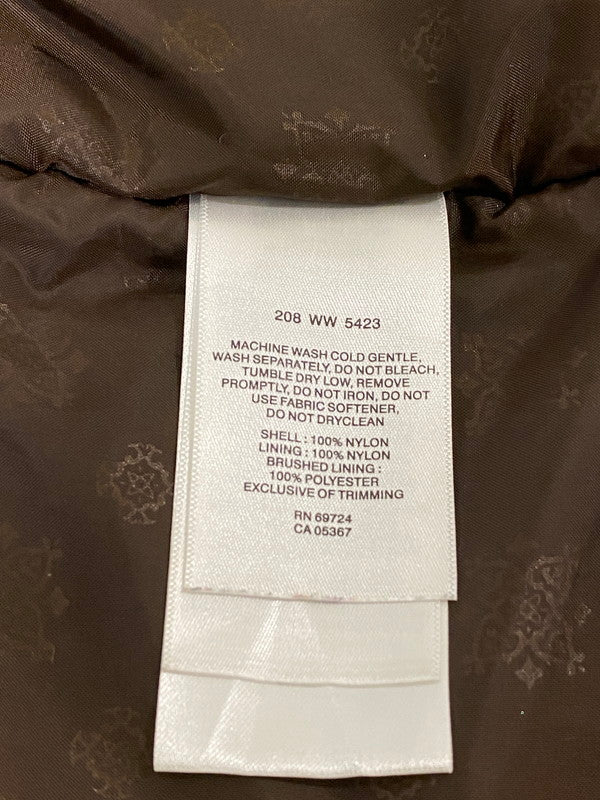 208 WW 5423
MACHINE WASH COLD GENTLE,
WASH SEPARATELY, DO NOT BLEACH,
TUMBLE DRY LOW, REMOVE
PROMPTLY, DO NOT IRON, DO NOT
USE FABRIC SOFTENER,
DO NOT DRYCLEAN
SHELL : 100% NYLON
LINING : 100% NYLON
BRUSHED LINING :
100% POLYESTER
EXCLUSIVE OF TRIMMING
RN 69724
CA 05367